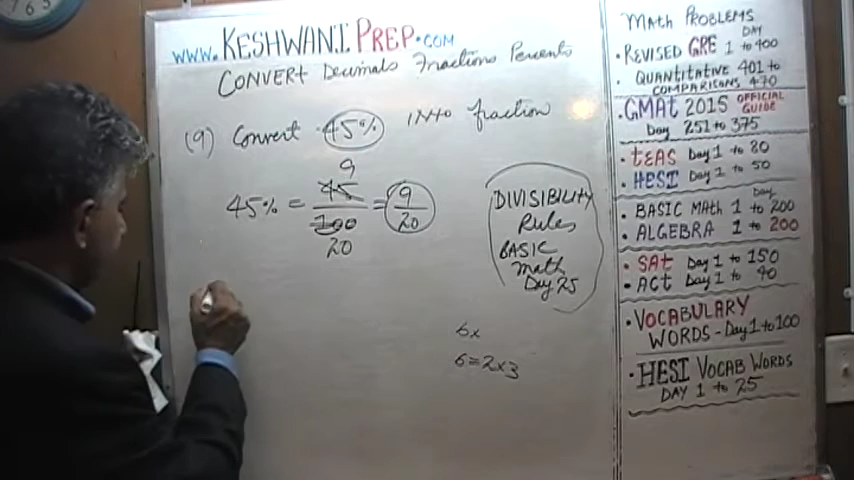 www.KESHWANIPREP.COM
CONVERT Decimals Fractions Percents
(9) Convert 45% INTO fraction
9
45% = 45/100 = 9/20
20
DIVISIBILITY
Rules
BASIC
Math
Day 25
6x
6=2x3
MATH PROBLEMS
DAY
• REVISED GRE 1 to 400
• QUANTITATIVE 401 to
COMPARISONS 470
• GMAT 2015 OFFICIAL
GUIDE
Day 251 to 375
• TEAS Day 1 to 80
• HESI Day 1 to 50
Day
• BASIC MATH 1 to 200
• ALGEBRA 1 to 200
• SAT Day 1 to 150
• ACT Day 1 to 40
• VOCABULARY
WORDS - Day 1 to 100
• HESI VOCAB WORDS
DAY 1 to 25